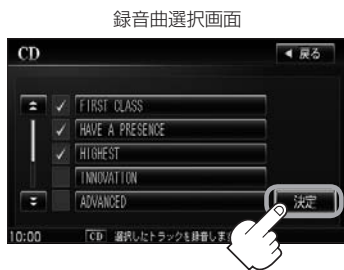 録音曲選択画面
CD
◀ 戻る
✓ FIRST CLASS
✓ HAVE A PRESENCE
✓ HIGHEST
INNOVATION
ADVANCED
決定
10:00 CD 選択したトラックを録音しま